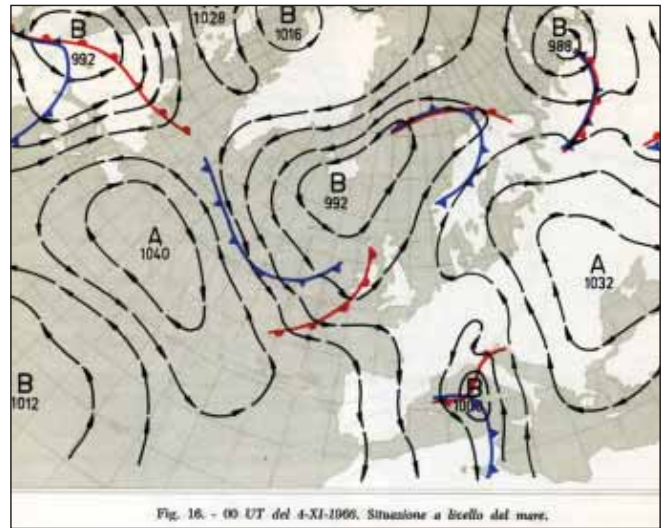 B
992
1028
B
1016
B
988
B
992
A
1040
A
1032
B
1012
B
Fig. 16. - 00 UT del 4-XI-1966. Situazione a livello del mare.